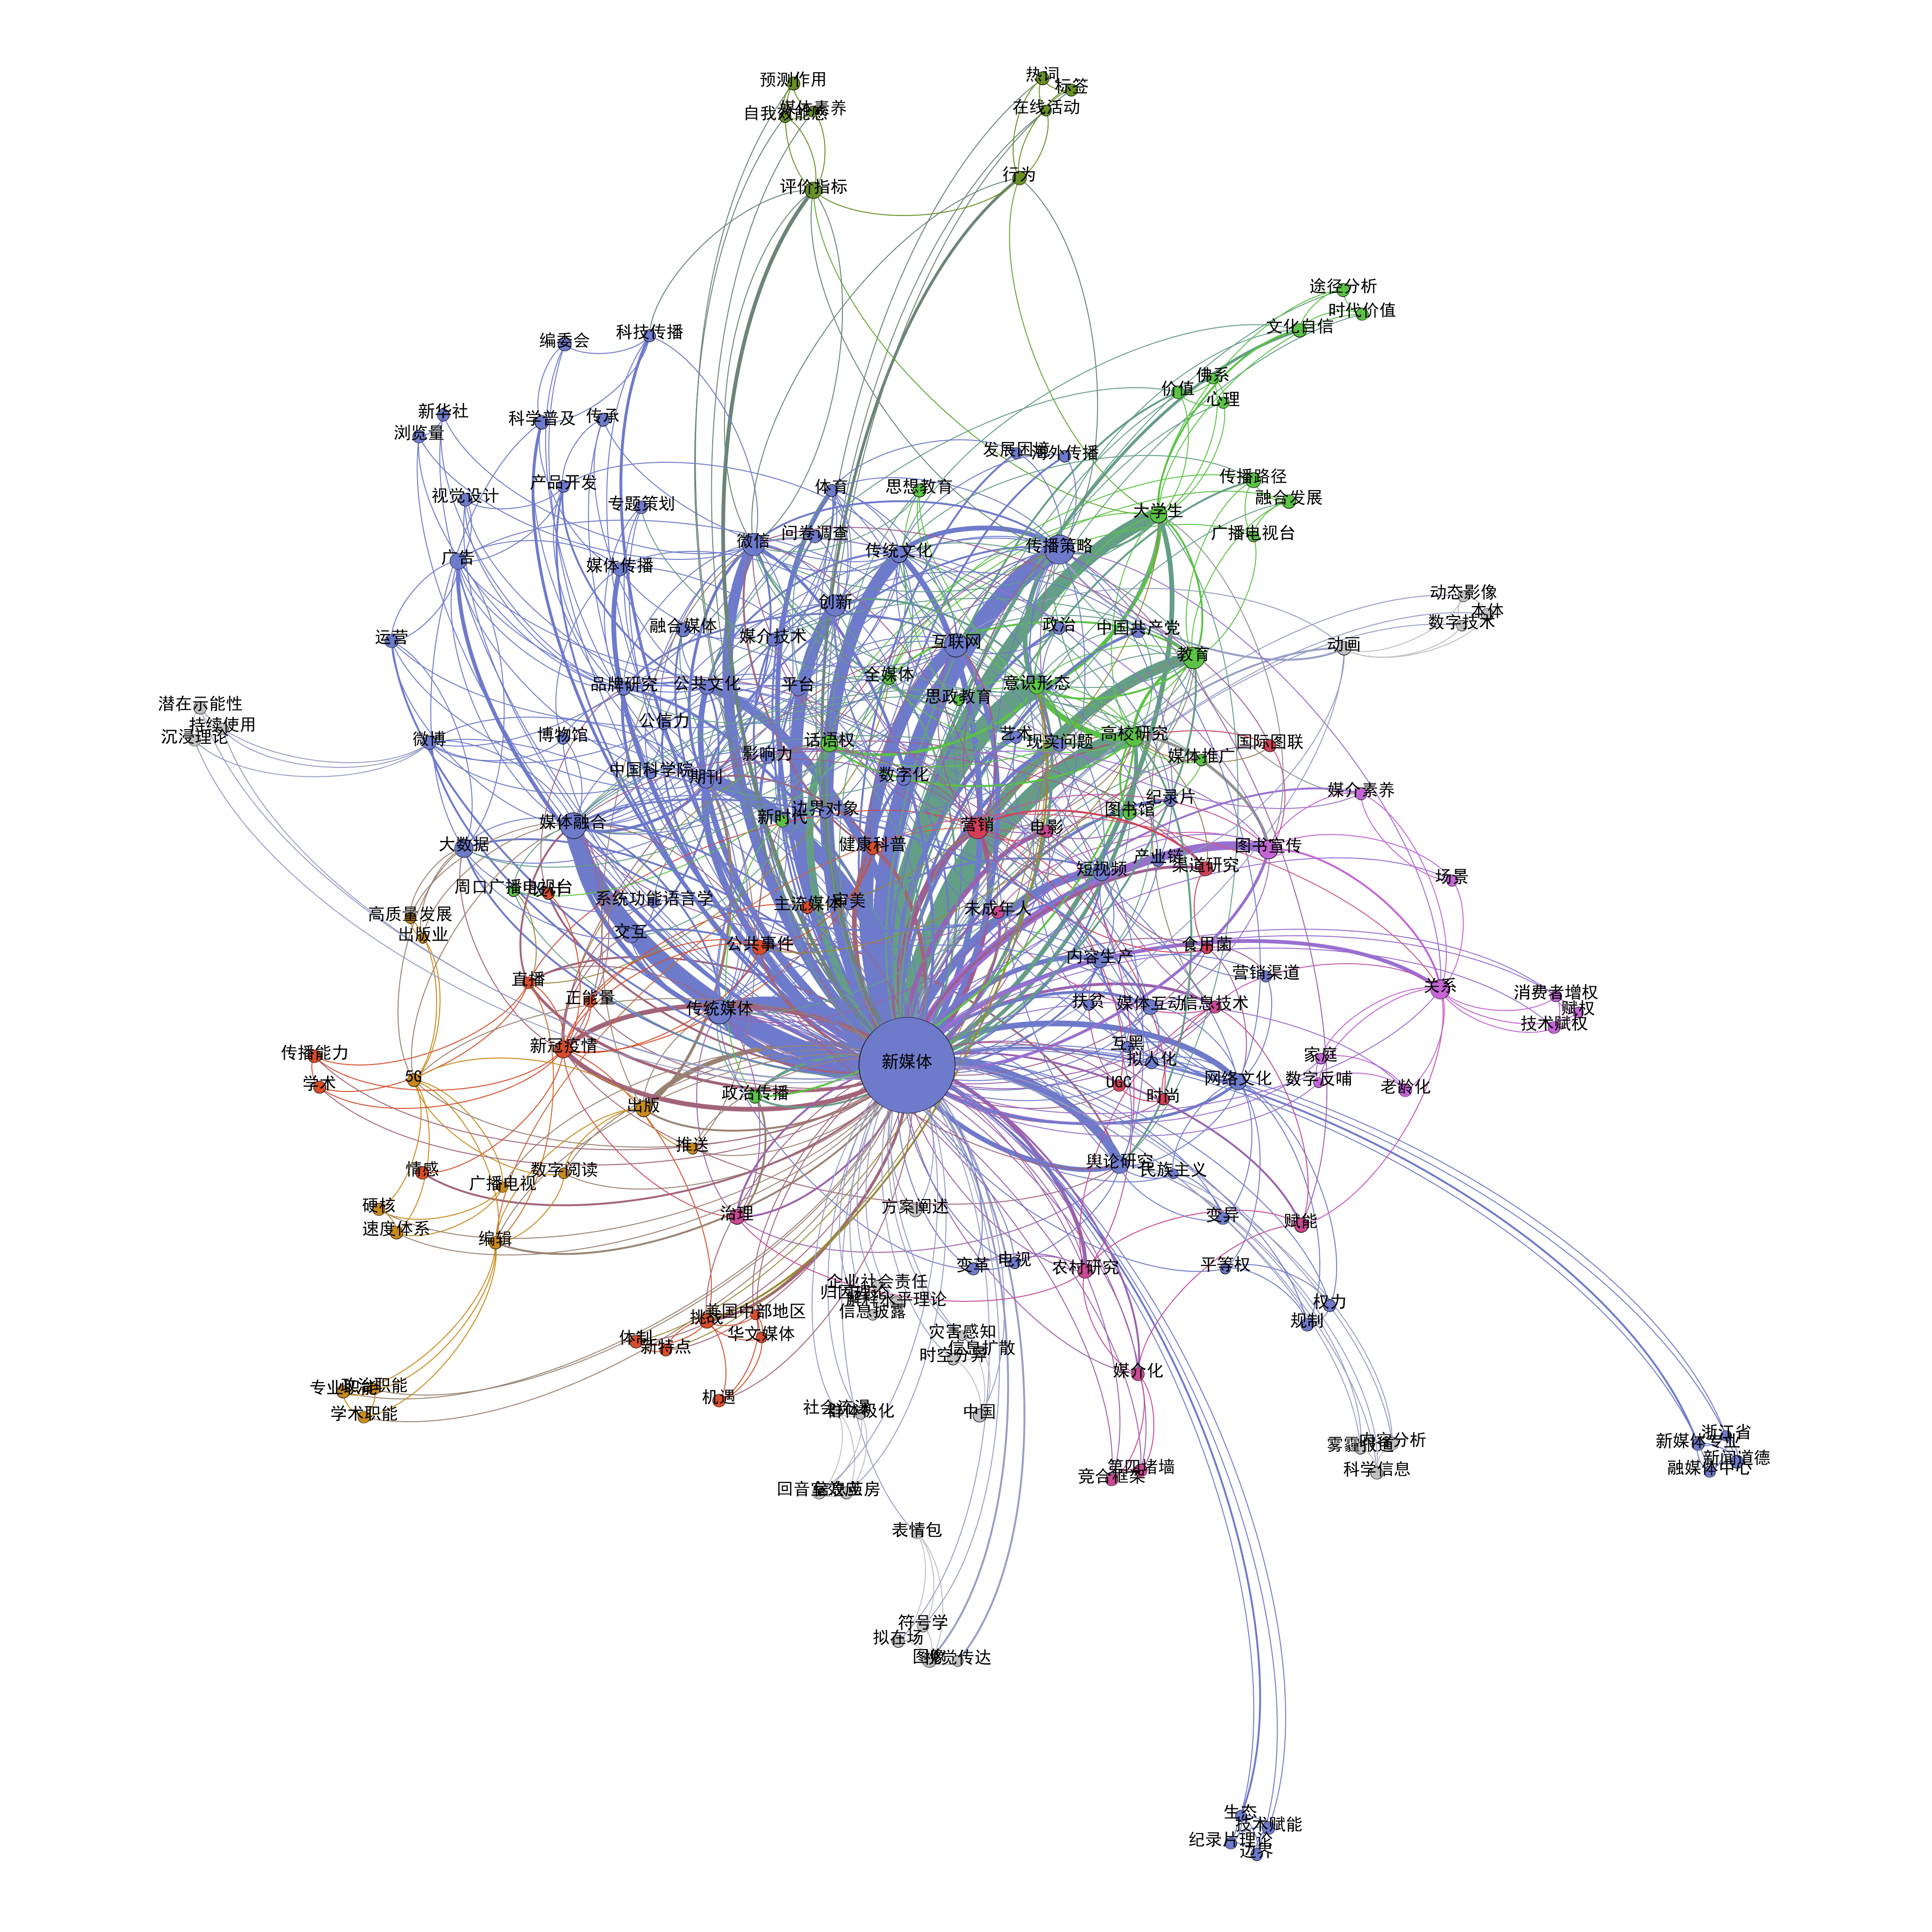 热词
预测作用
标签
媒体素养
在线活动
自我效能感
行为
评价指标
途径分析
时代价值
文化自信
科技传播
编委会
佛系
价值
心理
新华社
科学普及
传承
浏览量
发展困境
海外传播
传播路径
产品开发
体育
思想教育
视觉设计
融合发展
专题策划
大学生
问卷调查
广播电视台
微信
传播策略
传统文化
广告
媒体传播
动态影像
创新
本体
数字技术
融合媒体
政治
中国共产党
运营
媒介技术
互联网
动画
教育
全媒体
品牌研究
公共文化
平台
意识形态
思政教育
潜在示能性
公信力
持续使用
高校研究
博物馆
艺术
沉浸理论
微博
话语权
现实问题
国际图联
影响力
媒体推广
中国科学院
期刊
数字化
媒介素养
纪录片
边界对象
图书馆
新时代
媒体融合
营销
电影
大数据
健康科普
图书宣传
产业链
渠道研究
短视频
场景
周口广播电视台
系统功能语言学
主流媒体
审美
未成年人
高质量发展
出版业
交互
公共事件
食用菌
内容生产
营销渠道
直播
关系
消费者增权
正能量
扶贫
媒体互动
信息技术
传统媒体
赋权
技术赋权
互黑
新冠疫情
传播能力
家庭
拟人化
新媒体
5G
学术
UGC
网络文化
数字反哺
老龄化
政治传播
时尚
出版
推送
舆论研究
情感
数字阅读
民族主义
广播电视
硬核
方案阐述
治理
变异
赋能
速度体系
编辑
电视
变革
农村研究
平等权
企业社会责任
归因理论
解释水平理论
权力
美国中部地区
信息披露
挑战
规制
华文媒体
灾害感知
体制
新特点
信息扩散
时空分异
媒介化
专业职能
政治职能
机遇
社会流瀑
群体极化
中国
学术职能
浙江省
新媒体专业
雾霾报道
内容分析
新闻道德
第四堵墙
科学信息
融媒体中心
竞合框架
回音室效应
信息茧房
表情包
符号学
拟在场
图像
视觉传达
生态
技术赋能
纪录片理论
边界